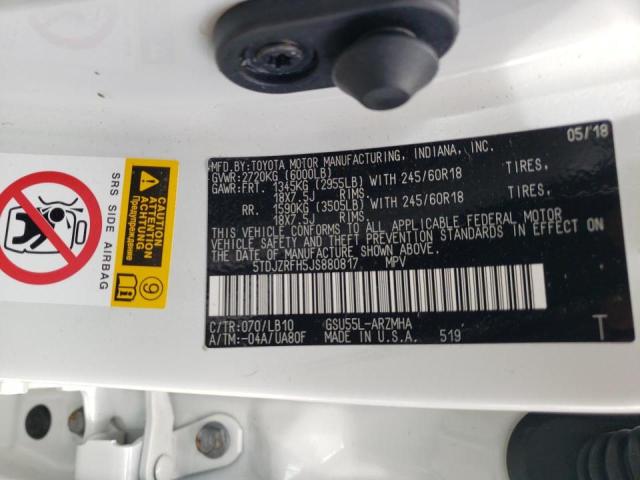 MFD.BY:TOYOTA MOTOR MANUFACTURING, INDIANA, INC. 05/18
GVWR:2720KG (6000LB)
GAWR:FRT. 1345KG (2955LB) WITH 245/60R18 TIRES,
18X7.5J RIMS
RR. 1590KG (3505LB) WITH 245/60R18 TIRES,
18X7.5J RIMS
THIS VEHICLE CONFORMS TO ALL APPLICABLE FEDERAL MOTOR
VEHICLE SAFETY AND THEFT PREVENTION STANDARDS IN EFFECT ON
THE DATE OF MANUFACTURE SHOWN ABOVE.
5TDJZRFH5JS880817 MPV
C/TR:070/LB10 GSU55L-ARZMHA T
A/TM:-04A/UA80F MADE IN U.S.A. 519
SRS SIDE AIRBAG
CAUTION
ATTENTION
ACHTUNG
Предупреждение
9